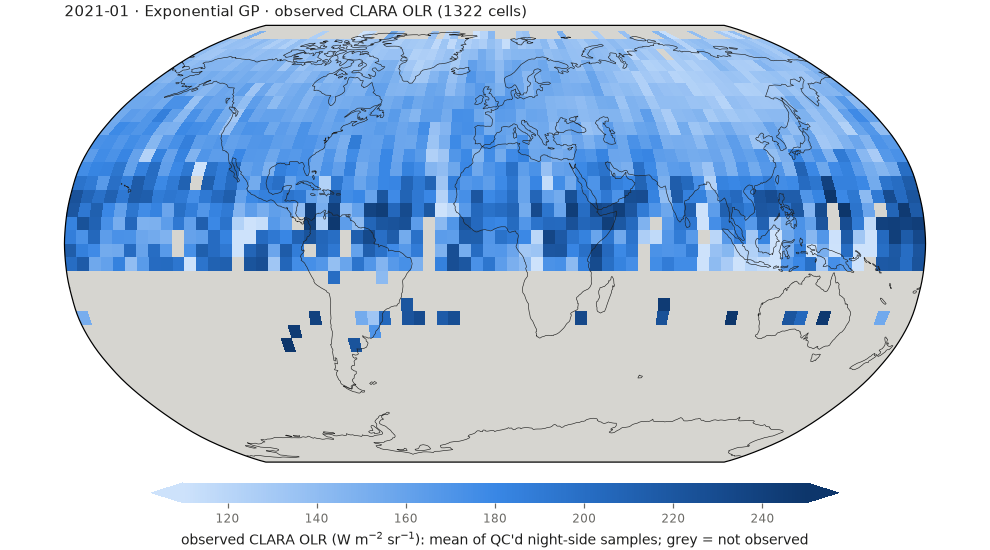 2021-01 · Exponential GP · observed CLARA OLR (1322 cells)
120 140 160 180 200 220 240
observed CLARA OLR (W m⁻² sr⁻¹): mean of QC'd night-side samples; grey = not observed